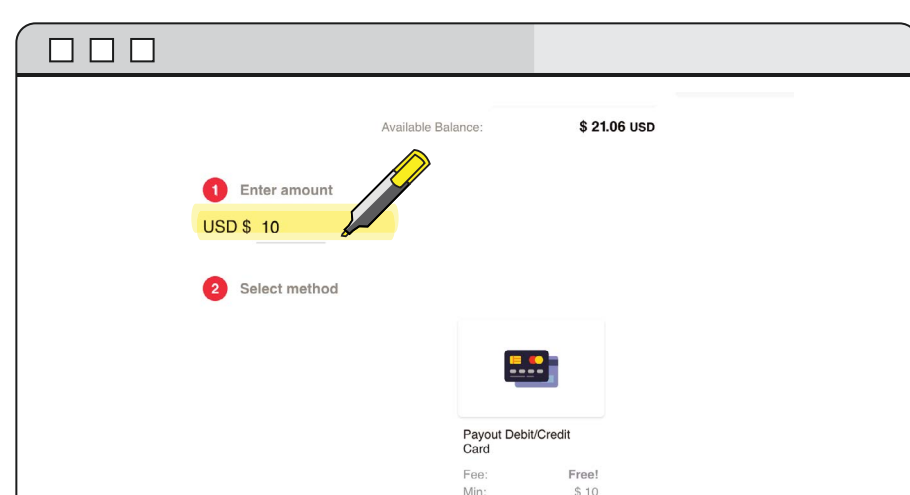 Available Balance: $ 21.06 USD
1 Enter amount
USD $ 10
2 Select method
Payout Debit/Credit
Card
Fee: Free!
Min: $ 10